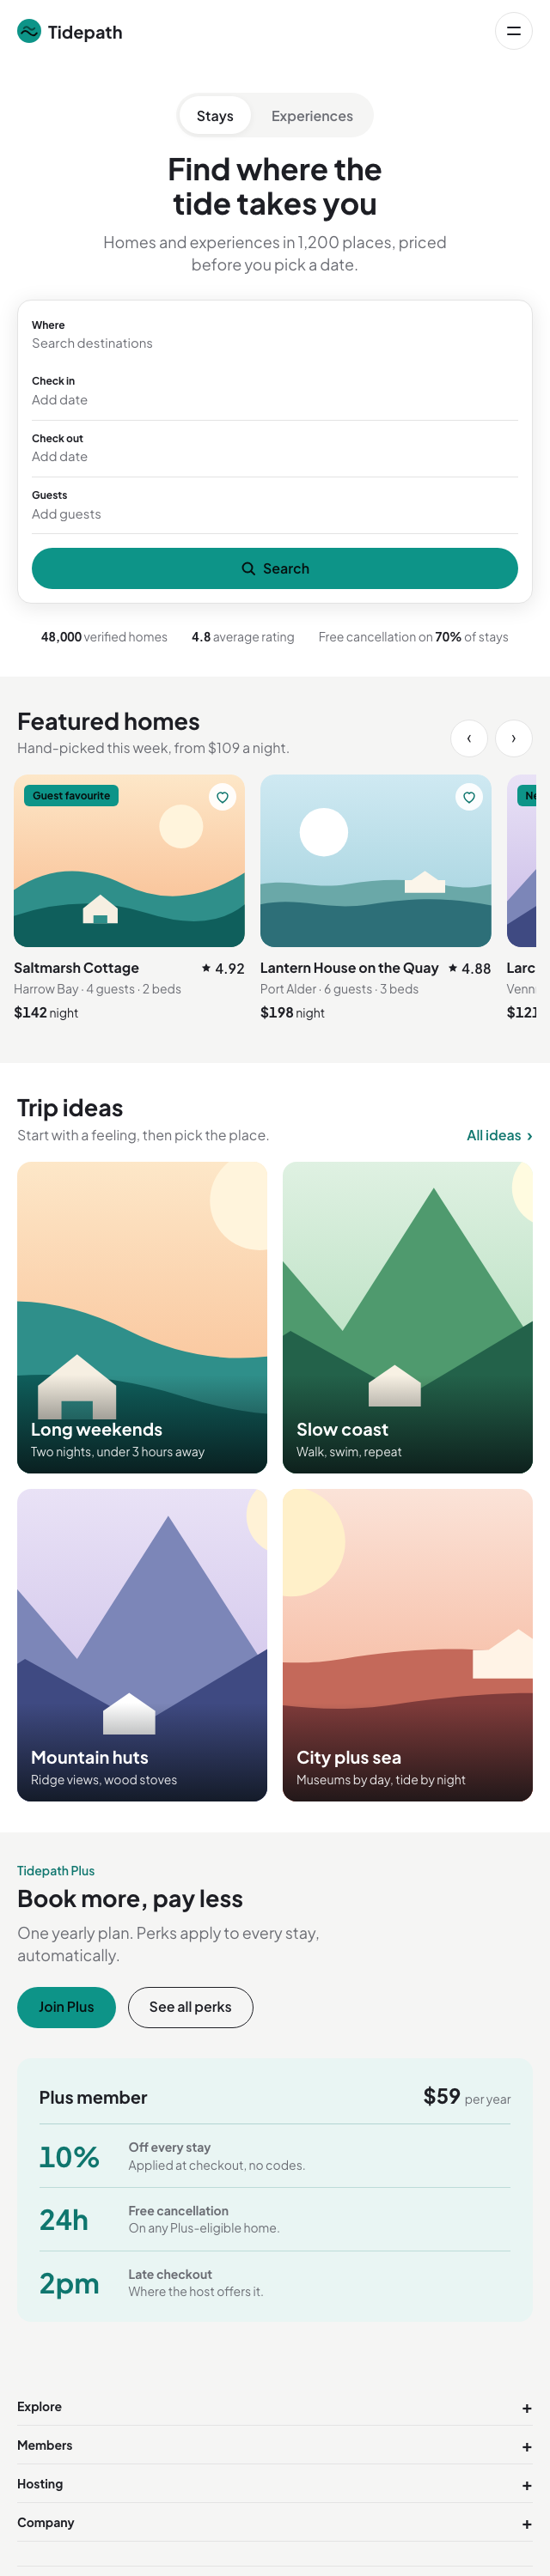 Tidepath
Stays Experiences
Find where the
tide takes you
Homes and experiences in 1,200 places, priced
before you pick a date.
Where
Search destinations
Check in
Add date
Check out
Add date
Guests
Add guests
Search
48,000 verified homes 4.8 average rating Free cancellation on 70% of stays
Featured homes
Hand-picked this week, from $109 a night.
‹ ›
Guest favourite
Saltmarsh Cottage ★ 4.92
Harrow Bay · 4 guests · 2 beds
$142 night
Lantern House on the Quay ★ 4.88
Port Alder · 6 guests · 3 beds
$198 night
Trip ideas
Start with a feeling, then pick the place.
All ideas ›
Long weekends
Two nights, under 3 hours away
Slow coast
Walk, swim, repeat
Mountain huts
Ridge views, wood stoves
City plus sea
Museums by day, tide by night
Tidepath Plus
Book more, pay less
One yearly plan. Perks apply to every stay,
automatically.
Join Plus See all perks
Plus member $59 per year
10% Off every stay
Applied at checkout, no codes.
24h Free cancellation
On any Plus-eligible home.
2pm Late checkout
Where the host offers it.
Explore +
Members +
Hosting +
Company +